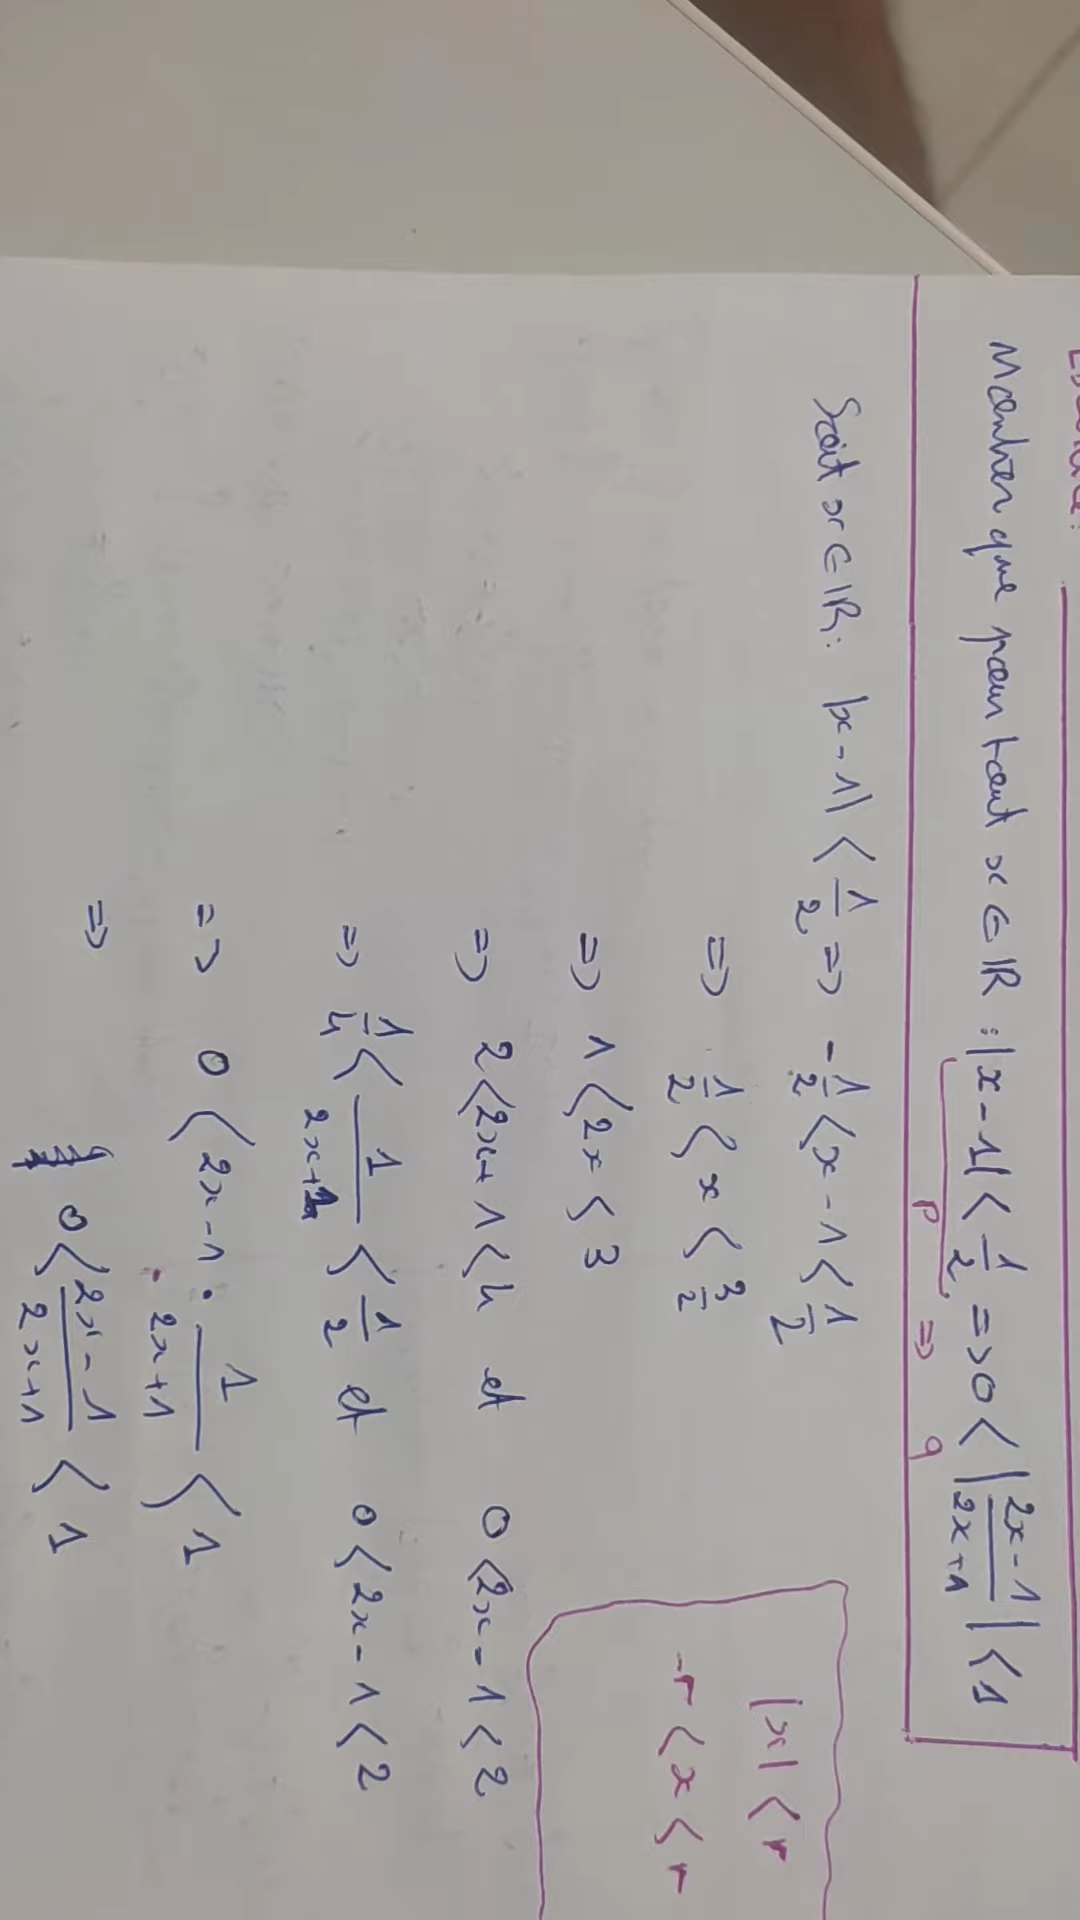 Montrer que pour tout x ∈ IR : |x - 1| < 1/2 => 0 < |(2x - 1)/(2x + 1)| < 1
P => q
Soit x ∈ IR: |x - 1| < 1/2 => -1/2 < x - 1 < 1/2
|x| < r
-r < x < r
=> 1/2 < x < 3/2
=> 1 < 2x < 3
=> 2 < 2x + 1 < 4 et 0 < 2x - 1 < 2
=> 1/4 < 1/(2x + 1) < 1/2 et 0 < 2x - 1 < 2
=> 0 < 2x - 1 . 1/(2x + 1) < 1
=> 0 < (2x - 1)/(2x + 1) < 1